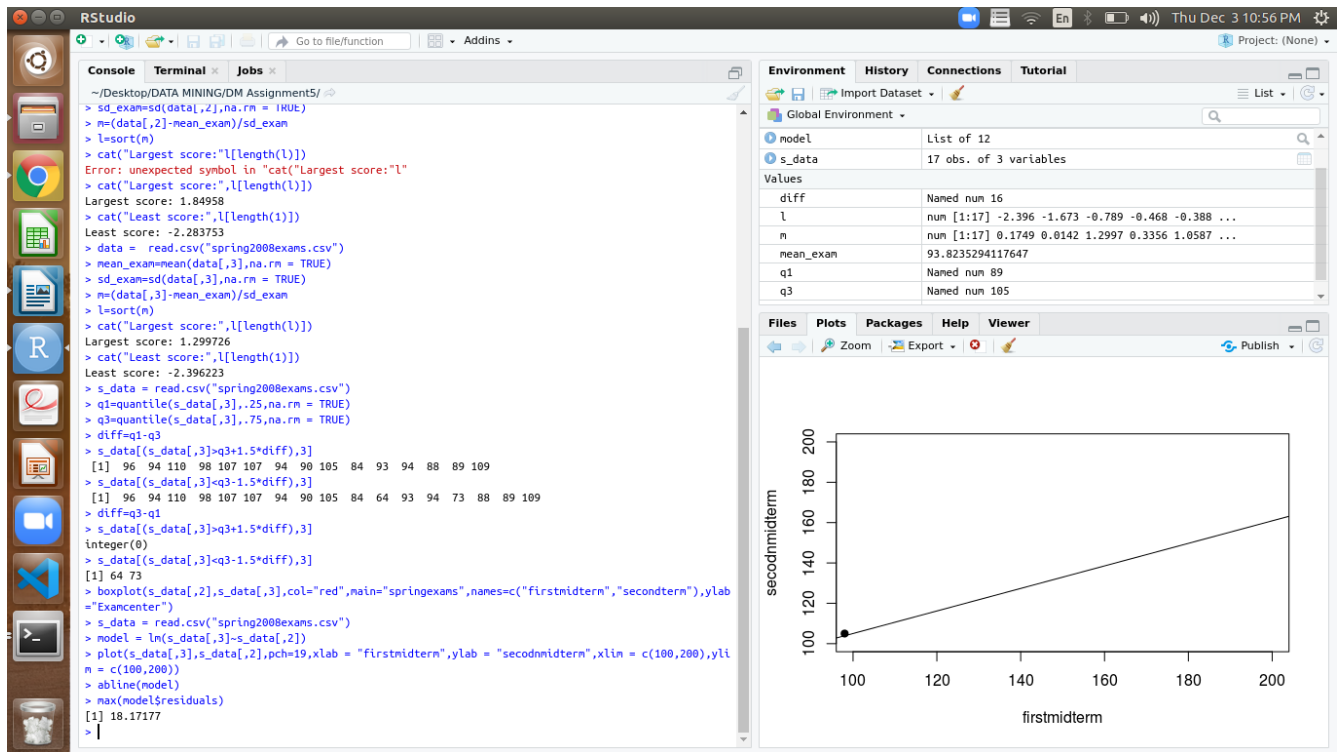 RStudio
En
Thu Dec 3 10:56 PM
Go to file/function
Addins
Project: (None)
Console Terminal Jobs
~/Desktop/DATA MINING/DM Assignment5/
> sd_exam=sd(data[,2],na.rm = TRUE)
> m=(data[,2]-mean_exam)/sd_exam
> l=sort(m)
> cat("Largest score:"l[length(l)])
Error: unexpected symbol in "cat("Largest score:"l"
> cat("Largest score:",l[length(l)])
Largest score: 1.84958
> cat("Least score:",l[length(1)])
Least score: -2.283753
> data =  read.csv("spring2008exams.csv")
> mean_exam=mean(data[,3],na.rm = TRUE)
> sd_exam=sd(data[,3],na.rm = TRUE)
> m=(data[,3]-mean_exam)/sd_exam
> l=sort(m)
> cat("Largest score:",l[length(l)])
Largest score: 1.299726
> cat("Least score:",l[length(1)])
Least score: -2.396223
> s_data = read.csv("spring2008exams.csv")
> q1=quantile(s_data[,3],.25,na.rm = TRUE)
> q3=quantile(s_data[,3],.75,na.rm = TRUE)
> diff=q1-q3
> s_data[(s_data[,3]>q3+1.5*diff),3]
[1]  96  94 110  98 107 107  94  90 105  84  93  94  88  89 109
> s_data[(s_data[,3]<q3-1.5*diff),3]
[1]  96  94 110  98 107 107  94  90 105  84  64  93  94  73  88  89 109
> diff=q3-q1
> s_data[(s_data[,3]>q3+1.5*diff),3]
integer(0)
> s_data[(s_data[,3]<q3-1.5*diff),3]
[1] 64 73
> boxplot(s_data[,2],s_data[,3],col="red",main="springexams",names=c("firstmidterm","secondterm"),ylab
="Examcenter")
> s_data = read.csv("spring2008exams.csv")
> model = lm(s_data[,3]~s_data[,2])
> plot(s_data[,3],s_data[,2],pch=19,xlab = "firstmidterm",ylab = "secodnmidterm",xlim = c(100,200),yli
m = c(100,200))
> abline(model)
> max(model$residuals)
[1] 18.17177
>
Environment History Connections Tutorial
Import Dataset
List
Global Environment
model List of 12
s_data 17 obs. of 3 variables
Values
diff Named num 16
l num [1:17] -2.396 -1.673 -0.789 -0.468 -0.388 ...
m num [1:17] 0.1749 0.0142 1.2997 0.3356 1.0587 ...
mean_exam 93.8235294117647
q1 Named num 89
q3 Named num 105
Files Plots Packages Help Viewer
Zoom Export Publish
secodnmidterm
200
180
160
140
120
100
100 120 140 160 180 200
firstmidterm
R